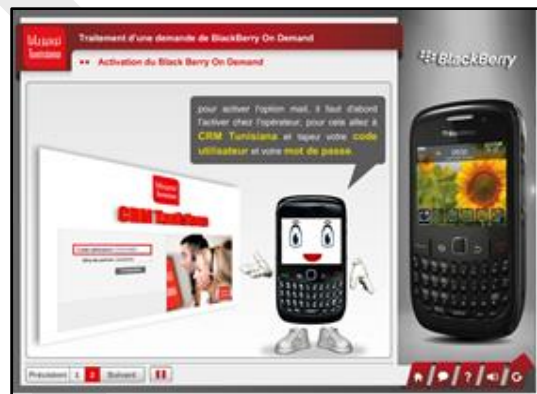 Tunisiana
Traitement d'une demande de BlackBerry On Demand
Activation du Black Berry On Demand
BlackBerry
pour activer l'option mail, il faut d'abord
l'activer chez l'opérateur, pour cela allez à
CRM Tunisiana et tapez votre code
utilisateur et votre mot de passe.
CRM Tunisiana
Précédent 1 2 Suivant
?